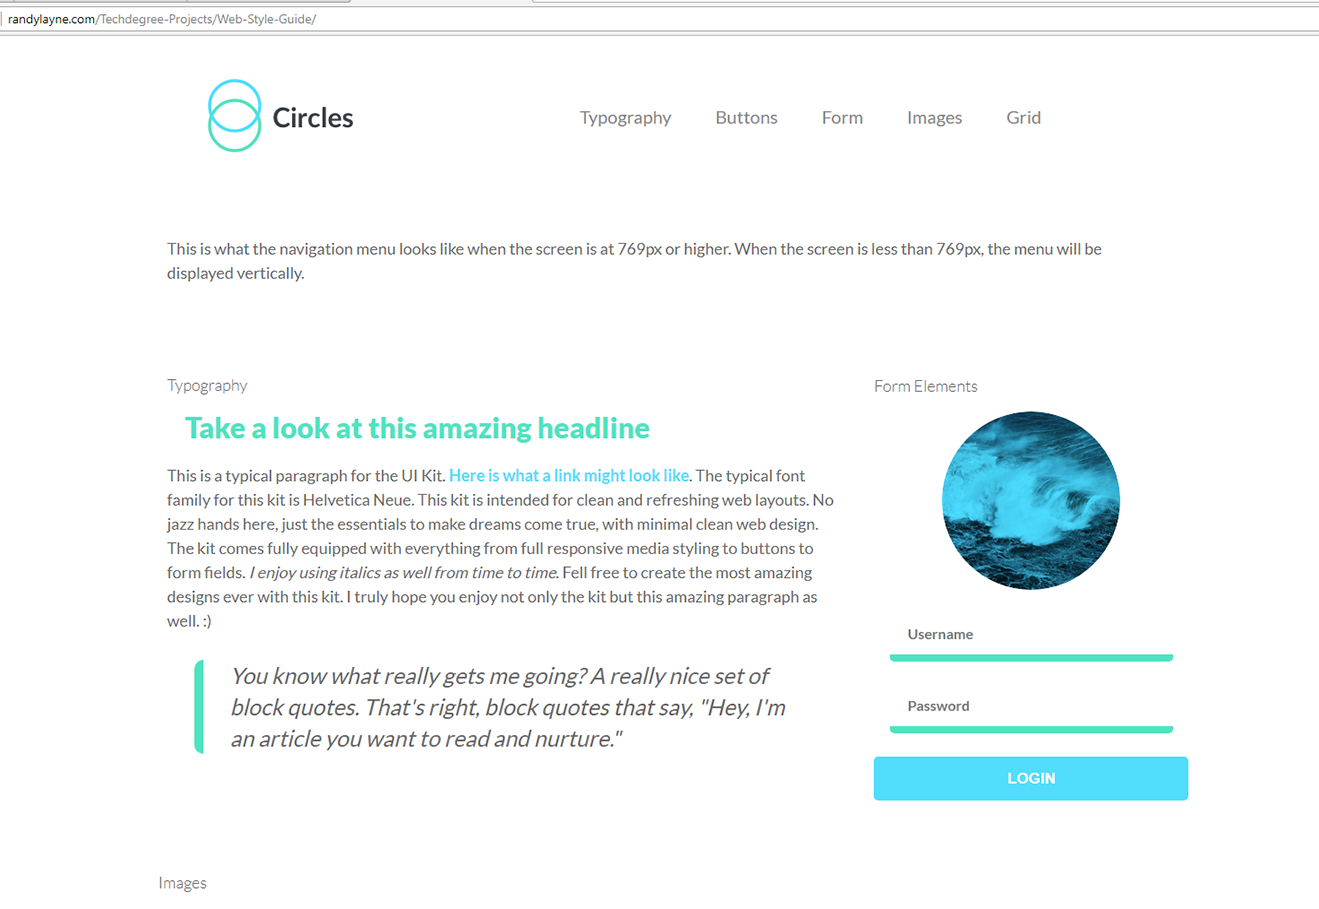 randylayne.com/Techdegree-Projects/Web-Style-Guide/
Circles
Typography Buttons Form Images Grid
This is what the navigation menu looks like when the screen is at 769px or higher. When the screen is less than 769px, the menu will be
displayed vertically.
Typography
Take a look at this amazing headline
This is a typical paragraph for the UI Kit. Here is what a link might look like. The typical font
family for this kit is Helvetica Neue. This kit is intended for clean and refreshing web layouts. No
jazz hands here, just the essentials to make dreams come true, with minimal clean web design.
The kit comes fully equipped with everything from full responsive media styling to buttons to
form fields. I enjoy using italics as well from time to time. Fell free to create the most amazing
designs ever with this kit. I truly hope you enjoy not only the kit but this amazing paragraph as
well. :)
You know what really gets me going? A really nice set of
block quotes. That's right, block quotes that say, "Hey, I'm
an article you want to read and nurture."
Form Elements
Username
Password
LOGIN
Images